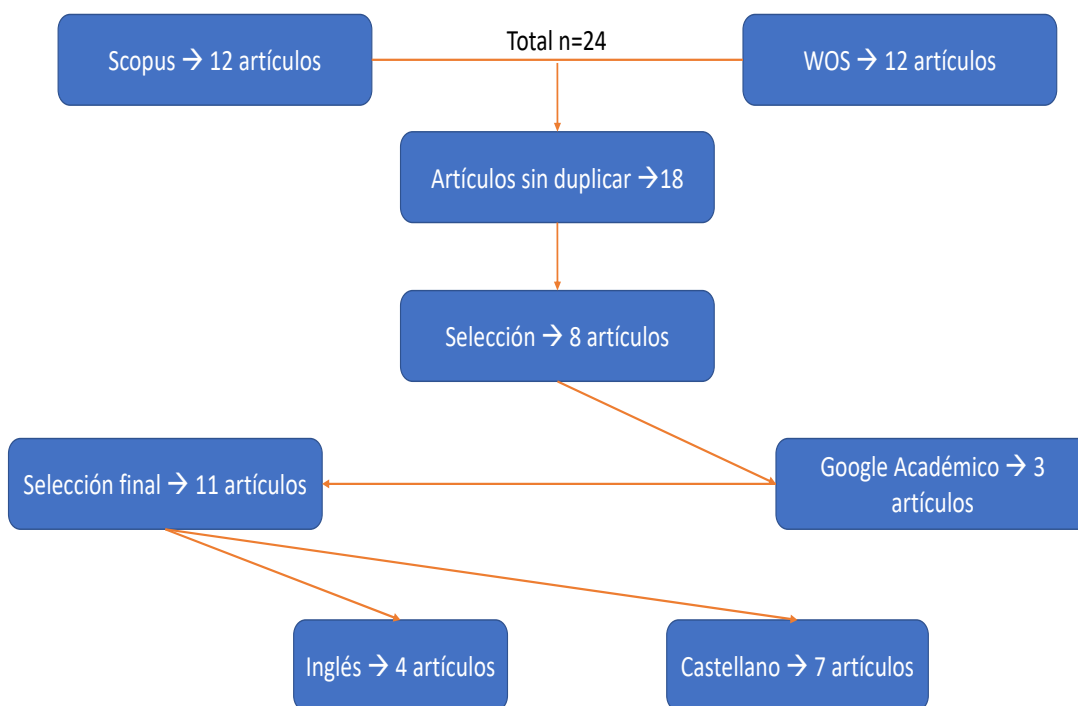 Scopus → 12 artículos
Total n=24
WOS → 12 artículos
Artículos sin duplicar →18
Selección → 8 artículos
Selección final → 11 artículos
Google Académico → 3
artículos
Inglés → 4 artículos
Castellano → 7 artículos